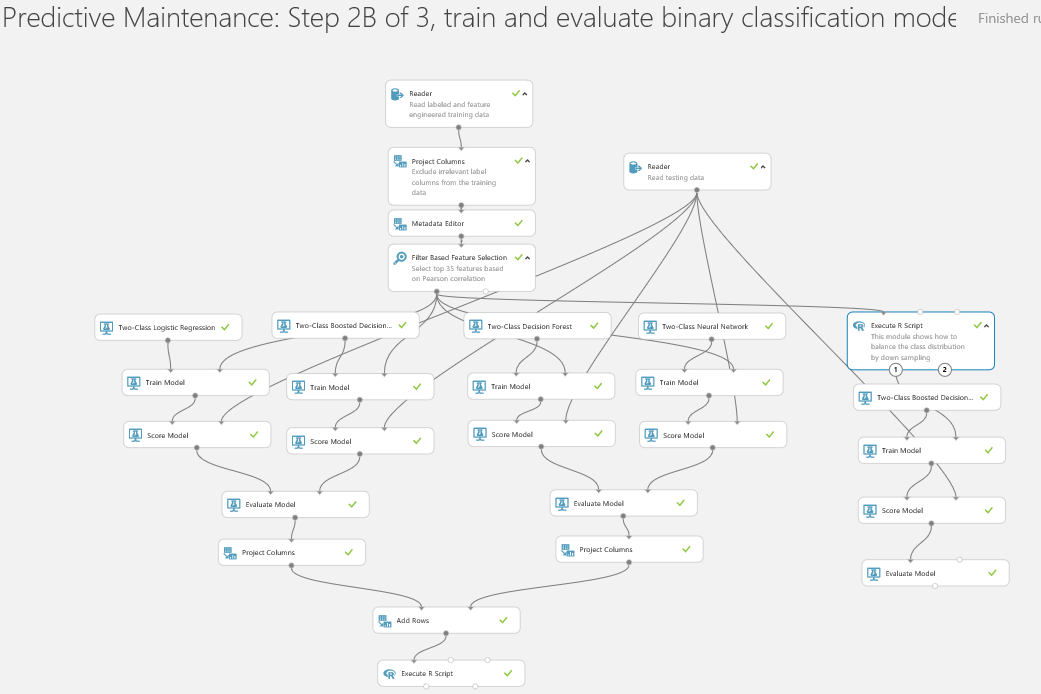 Predictive Maintenance: Step 2B of 3, train and evaluate binary classification mode
Finished ru
Reader
Read labeled and feature
engineered training data
Project Columns
Exclude irrelevant label
columns from the training
data
Reader
Read testing data
Metadata Editor
Filter Based Feature Selection
Select top 35 features based
on Pearson correlation
Two-Class Logistic Regression
Two-Class Boosted Decision...
Two-Class Decision Forest
Two-Class Neural Network
Execute R Script
This module shows how to
balance the class distribution
by down sampling
1
2
Train Model
Train Model
Train Model
Train Model
Two-Class Boosted Decision...
Score Model
Score Model
Score Model
Score Model
Train Model
Evaluate Model
Evaluate Model
Score Model
Project Columns
Project Columns
Evaluate Model
Add Rows
Execute R Script